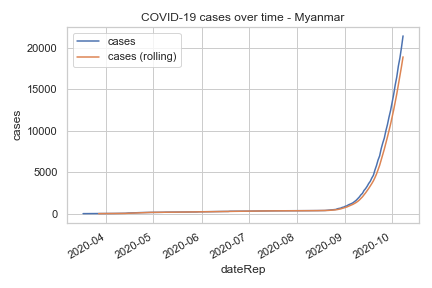 COVID-19 cases over time - Myanmar
cases
cases (rolling)
20000
15000
10000
5000
0
cases
2020-04
2020-05
2020-06
2020-07
2020-08
2020-09
2020-10
dateRep